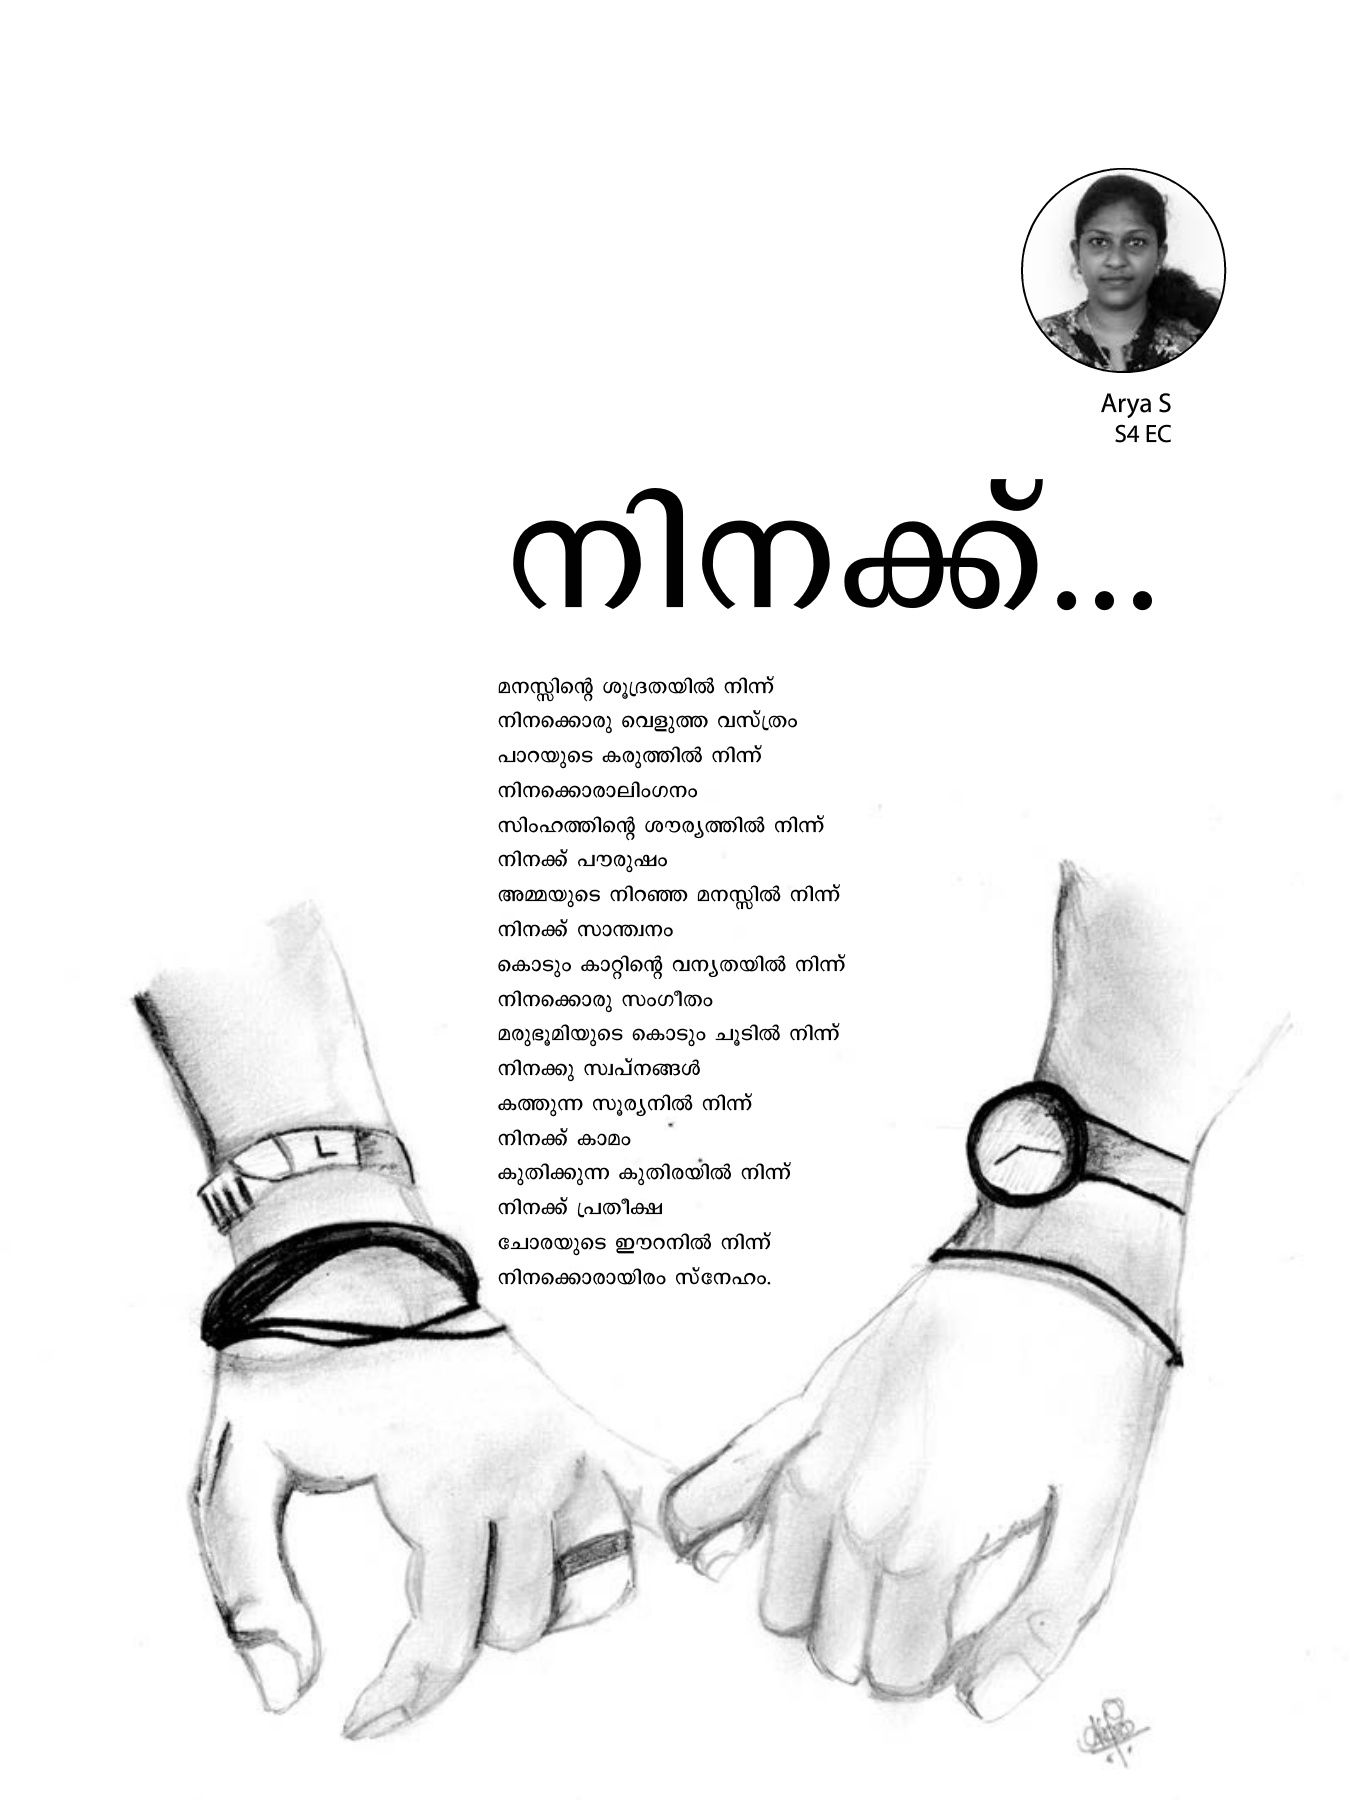 Arya S
S4 EC
നിനക്ക്...
മനസ്സിന്റെ ശൂദ്രതയിൽ നിന്ന്
നിനക്കൊരു വെളുത്ത വസ്ത്രം
പാറയുടെ കരുത്തിൽ നിന്ന്
നിനക്കൊരാലിംഗനം
സിംഹത്തിന്റെ ശൗര്യത്തിൽ നിന്ന്
നിനക്ക് പൗരുഷം
അമ്മയുടെ നിറഞ്ഞ മനസ്സിൽ നിന്ന്
നിനക്ക് സാന്ത്വനം
കൊടും കാറ്റിന്റെ വന്യതയിൽ നിന്ന്
നിനക്കൊരു സംഗീതം
മരുഭൂമിയുടെ കൊടും ചൂടിൽ നിന്ന്
നിനക്കു സ്വപ്നങ്ങൾ
കത്തുന്ന സൂര്യനിൽ നിന്ന്
നിനക്ക് കാമം
കുതിക്കുന്ന കുതിരയിൽ നിന്ന്
നിനക്ക് പ്രതീക്ഷ
ചോരയുടെ ഈറനിൽ നിന്ന്
നിനക്കൊരായിരം സ്നേഹം.
L